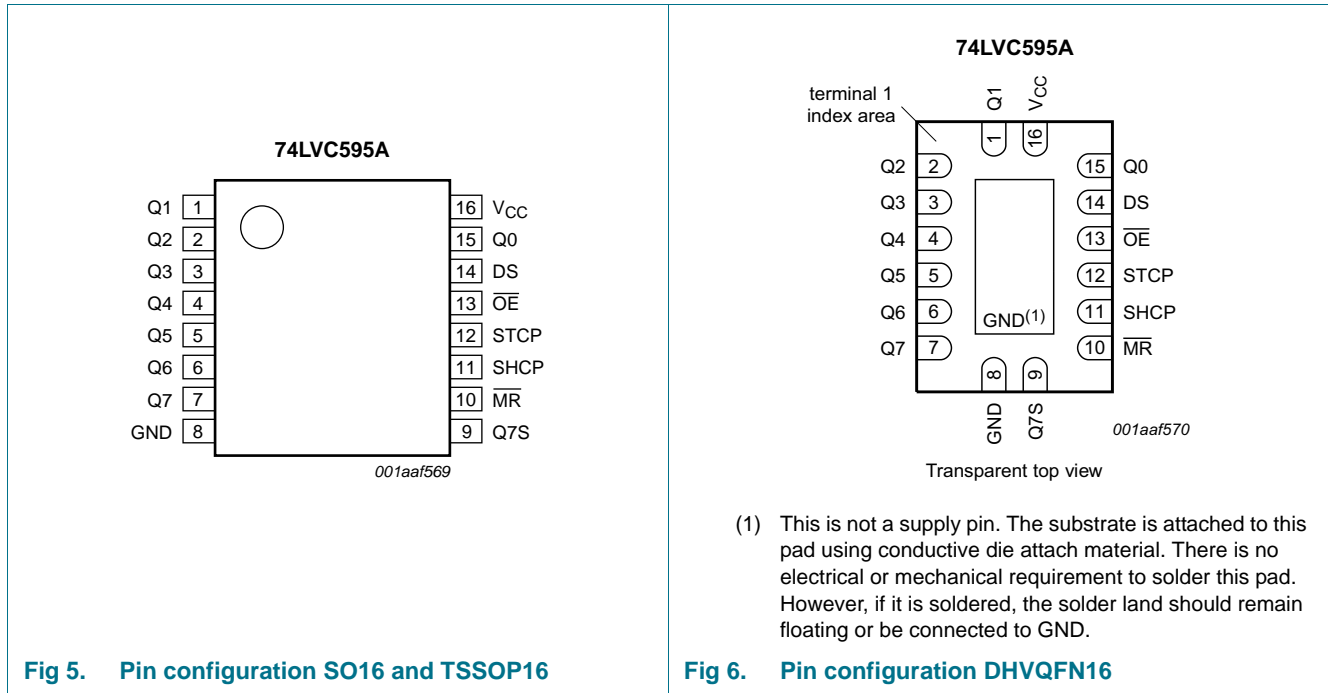 74LVC595A
Q1 1 16 VCC
Q2 2 15 Q0
Q3 3 14 DS
Q4 4 13 OE
Q5 5 12 STCP
Q6 6 11 SHCP
Q7 7 10 MR
GND 8 9 Q7S
001aaf569
Fig 5. Pin configuration SO16 and TSSOP16
74LVC595A
terminal 1
index area
Q1 VCC
1 16
Q2 2 15 Q0
Q3 3 14 DS
Q4 4 13 OE
Q5 5 12 STCP
Q6 6 11 SHCP
GND(1)
Q7 7 10 MR
8 9
GND Q7S
001aaf570
Transparent top view
(1) This is not a supply pin. The substrate is attached to this
pad using conductive die attach material. There is no
electrical or mechanical requirement to solder this pad.
However, if it is soldered, the solder land should remain
floating or be connected to GND.
Fig 6. Pin configuration DHVQFN16